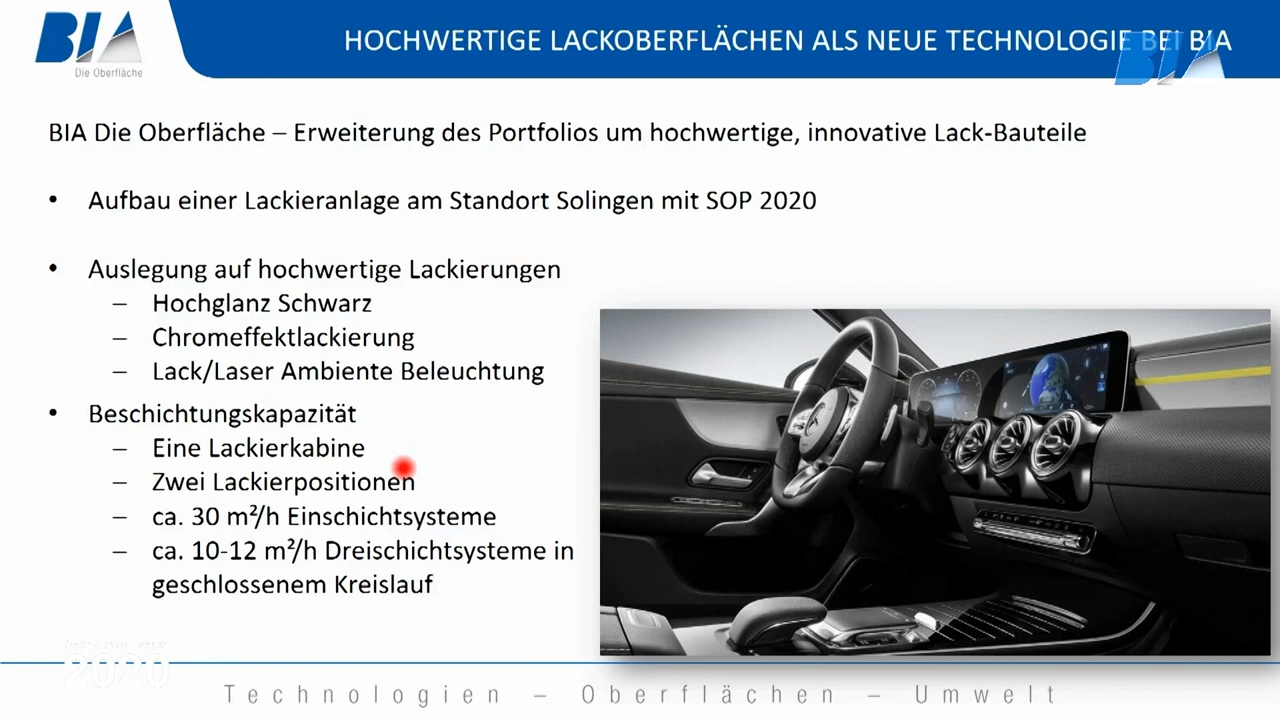 BIA
Die Oberfläche
HOCHWERTIGE LACKOBERFLÄCHEN ALS NEUE TECHNOLOGIE BEI BIA
BIA
BIA Die Oberfläche – Erweiterung des Portfolios um hochwertige, innovative Lack-Bauteile
• Aufbau einer Lackieranlage am Standort Solingen mit SOP 2020
• Auslegung auf hochwertige Lackierungen
– Hochglanz Schwarz
– Chromeffektlackierung
– Lack/Laser Ambiente Beleuchtung
• Beschichtungskapazität
– Eine Lackierkabine
– Zwei Lackierpositionen
– ca. 30 m²/h Einschichtsysteme
– ca. 10-12 m²/h Dreischichtsysteme in
geschlossenem Kreislauf
2020
Technologien – Oberflächen – Umwelt